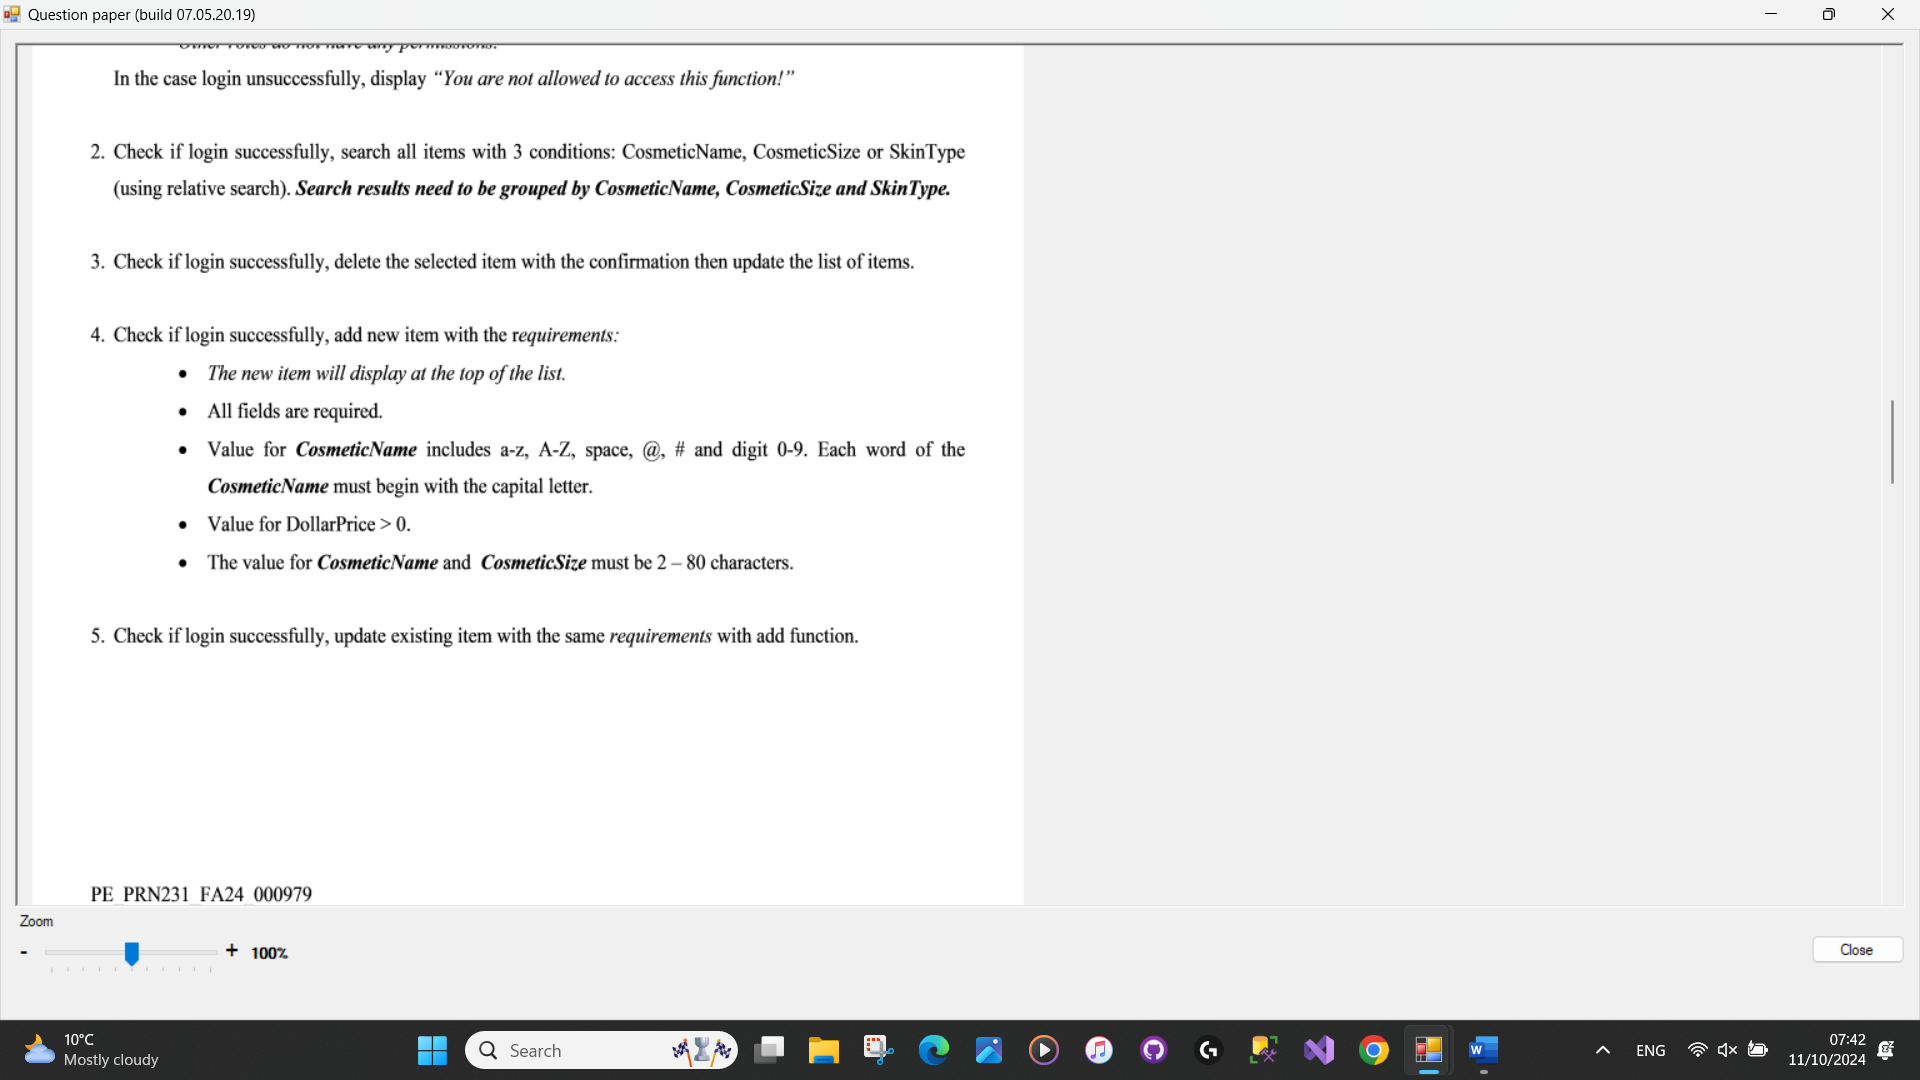 Question paper (build 07.05.20.19)
Other roles do not have any permissions.
In the case login unsuccessfully, display “You are not allowed to access this function!”
2. Check if login successfully, search all items with 3 conditions: CosmeticName, CosmeticSize or SkinType
(using relative search). Search results need to be grouped by CosmeticName, CosmeticSize and SkinType.
3. Check if login successfully, delete the selected item with the confirmation then update the list of items.
4. Check if login successfully, add new item with the requirements:
• The new item will display at the top of the list.
• All fields are required.
• Value for CosmeticName includes a-z, A-Z, space, @, # and digit 0-9. Each word of the
CosmeticName must begin with the capital letter.
• Value for DollarPrice > 0.
• The value for CosmeticName and CosmeticSize must be 2 – 80 characters.
5. Check if login successfully, update existing item with the same requirements with add function.
PE_PRN231_FA24_000979
Zoom
- + 100%
Close
10°C
Mostly cloudy
Search
ENG
07:42
11/10/2024